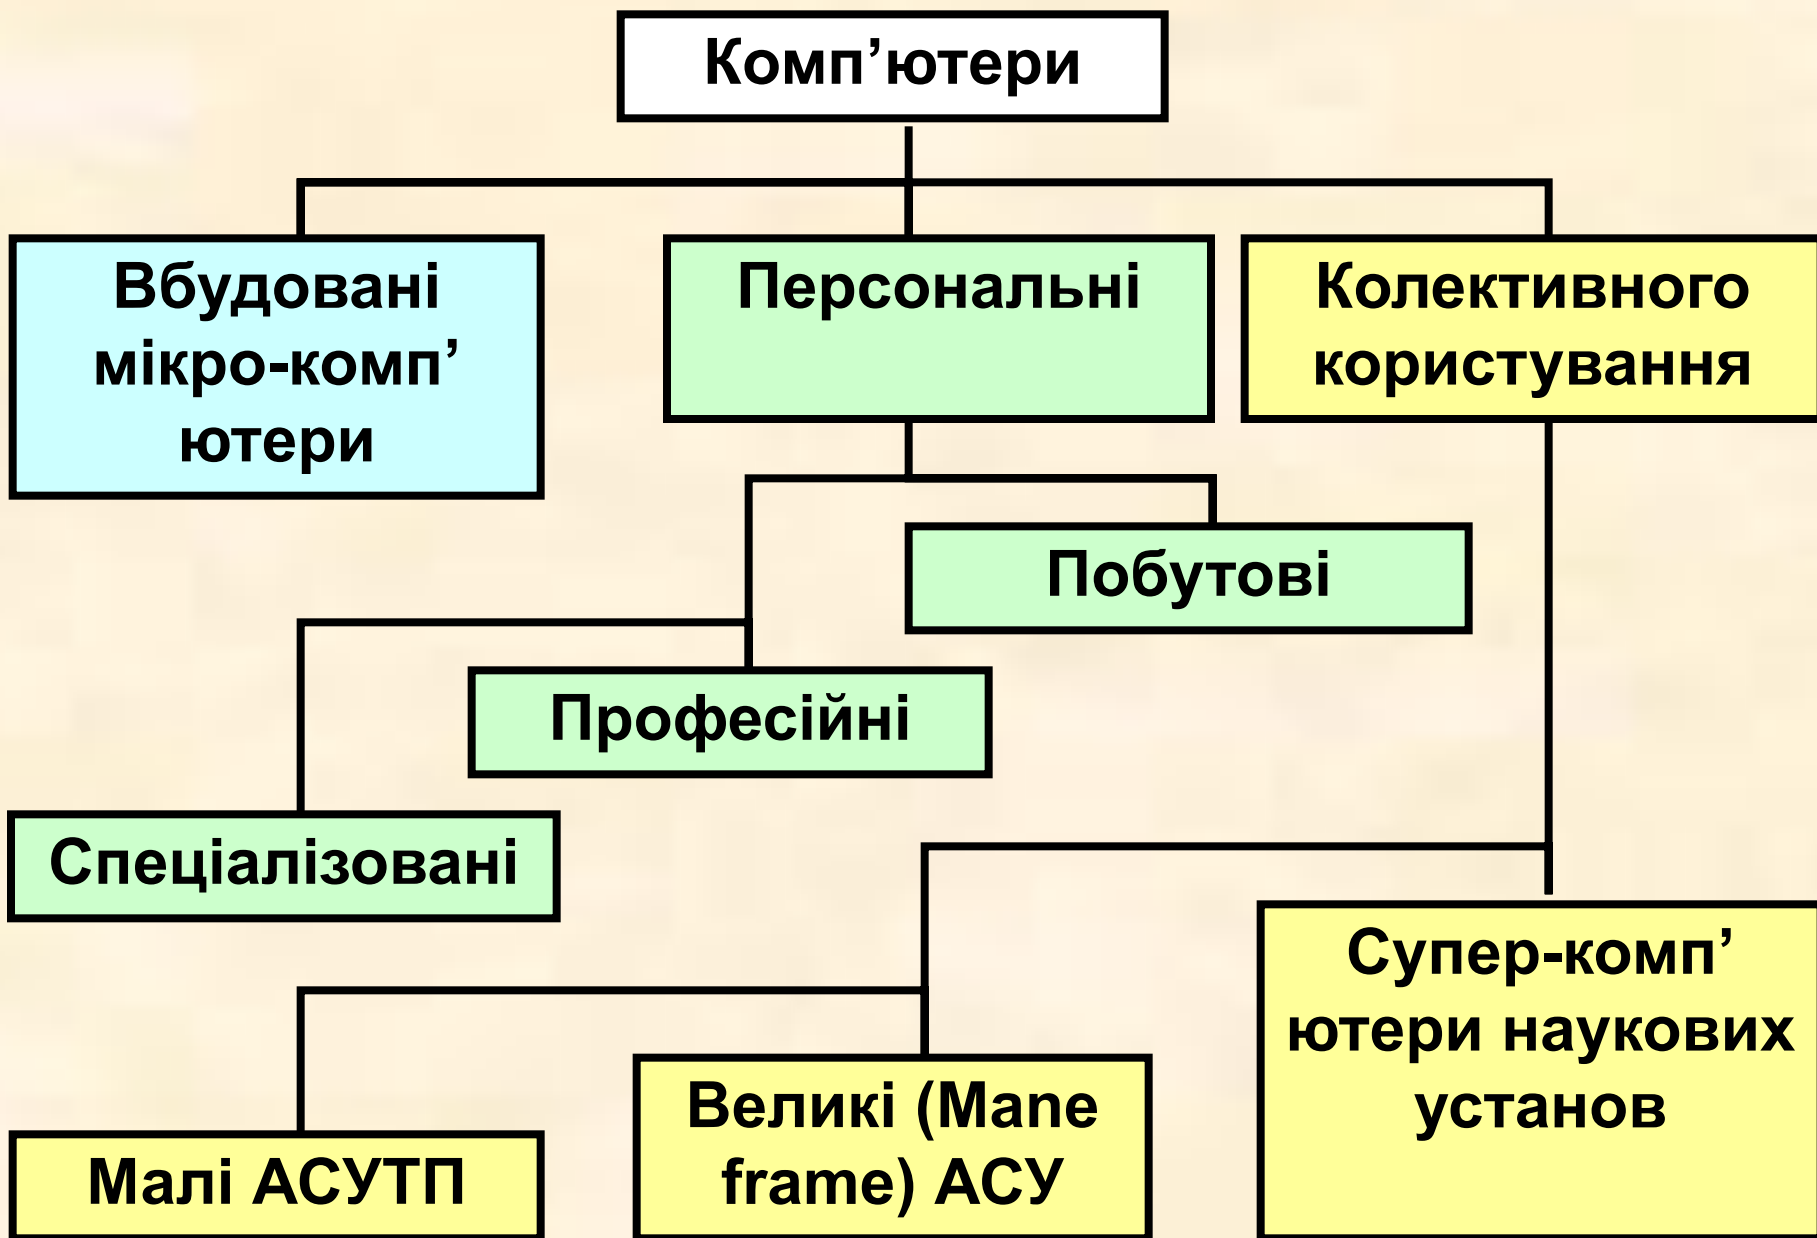 Комп’ютери
Вбудовані
мікро-комп’
ютери
Персональні
Колективного
користування
Побутові
Професійні
Спеціалізовані
Супер-комп’
ютери наукових
установ
Великі (Mane
frame) АСУ
Малі АСУТП